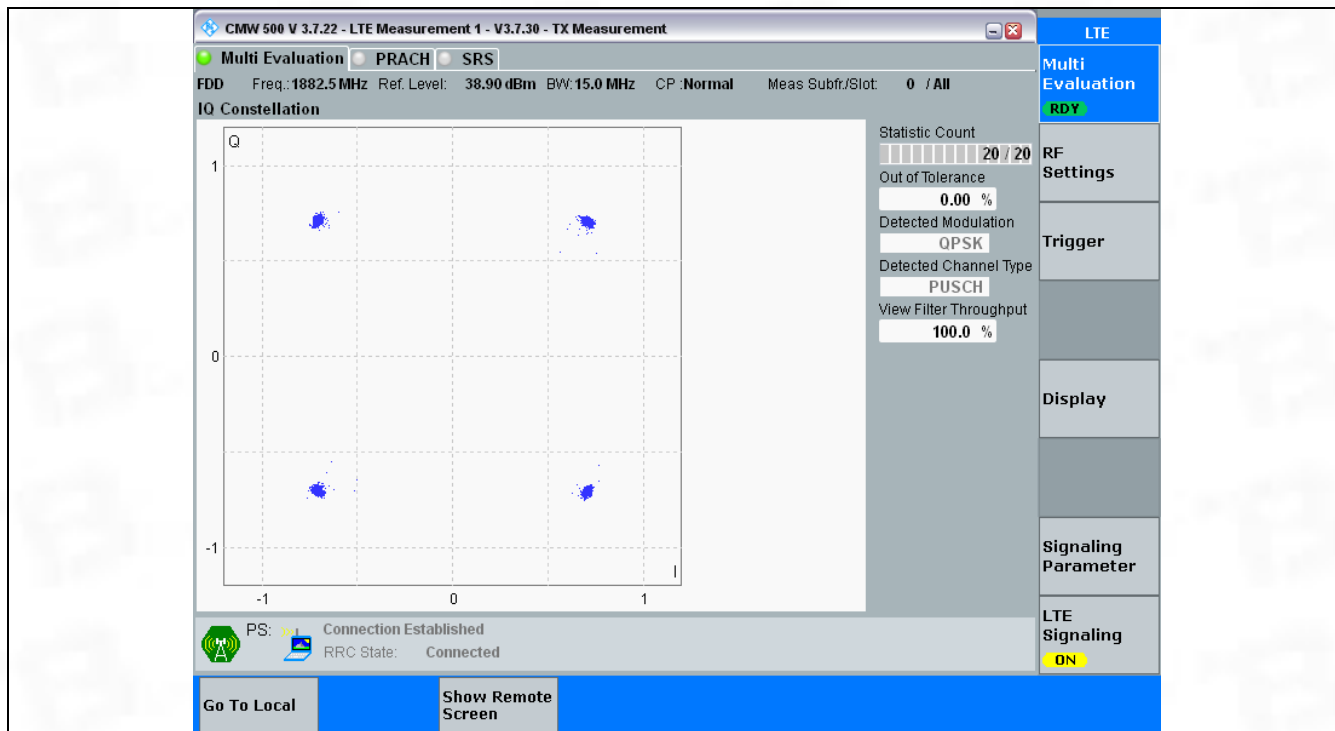 CMW 500 V 3.7.22 - LTE Measurement 1 - V3.7.30 - TX Measurement
LTE
Multi Evaluation PRACH SRS
FDD Freq.:1882.5 MHz Ref. Level: 38.90 dBm BW:15.0 MHz CP :Normal Meas Subfr./Slot: 0 / All
IQ Constellation
Q
1
0
-1
-1 0 1
I
Statistic Count
20 / 20
Out of Tolerance
0.00 %
Detected Modulation
QPSK
Detected Channel Type
PUSCH
View Filter Throughput
100.0 %
Multi
Evaluation
RDY
RF
Settings
Trigger
Display
Signaling
Parameter
LTE
Signaling
ON
PS: Connection Established
RRC State: Connected
Go To Local
Show Remote
Screen